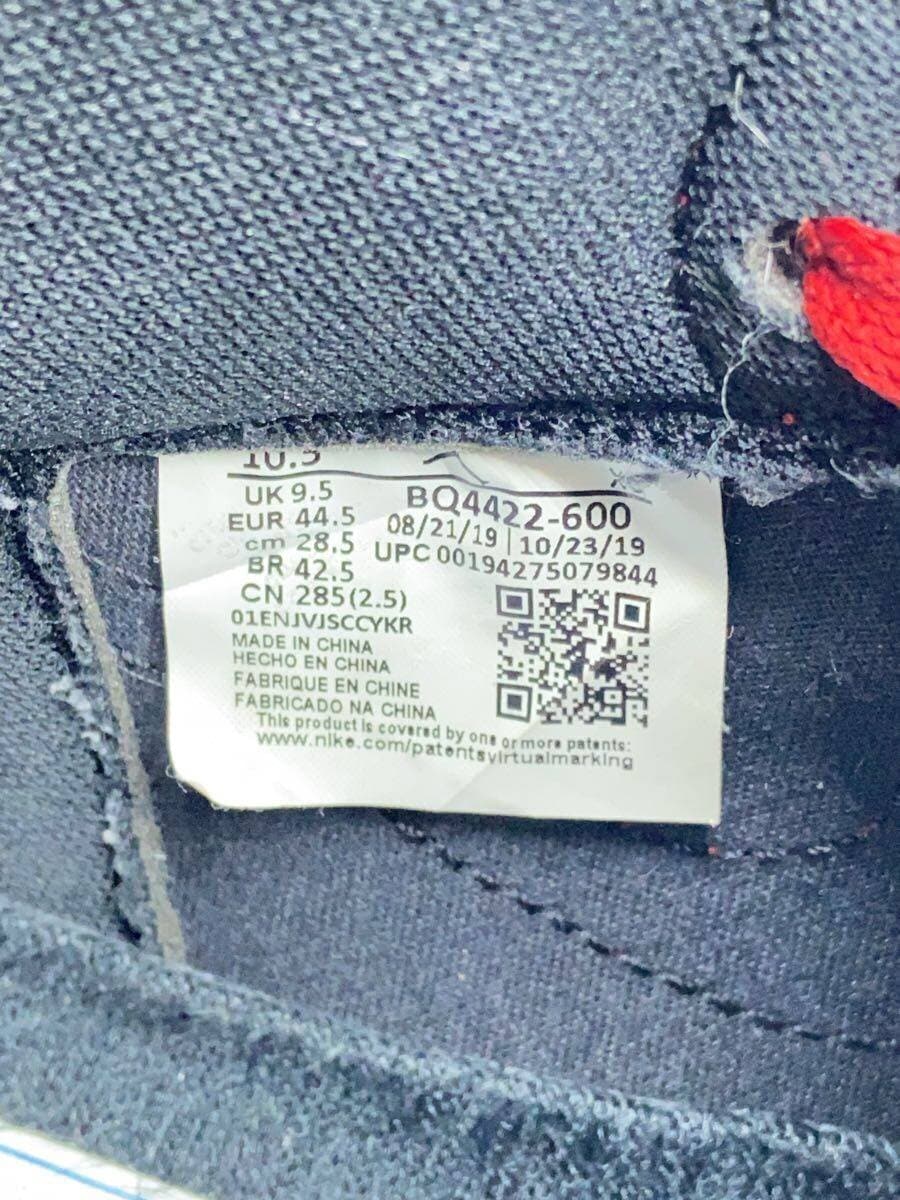 10.5
UK 9.5
EUR 44.5
cm 28.5
BR 42.5
CN 285(2.5)
01ENJVJSCCYKR
BQ4422-600
08/21/19 | 10/23/19
UPC 00194275079844
MADE IN CHINA
HECHO EN CHINA
FABRIQUE EN CHINE
FABRICADO NA CHINA
This product is covered by one or more patents:
www.nike.com/patentsvirtualmarking